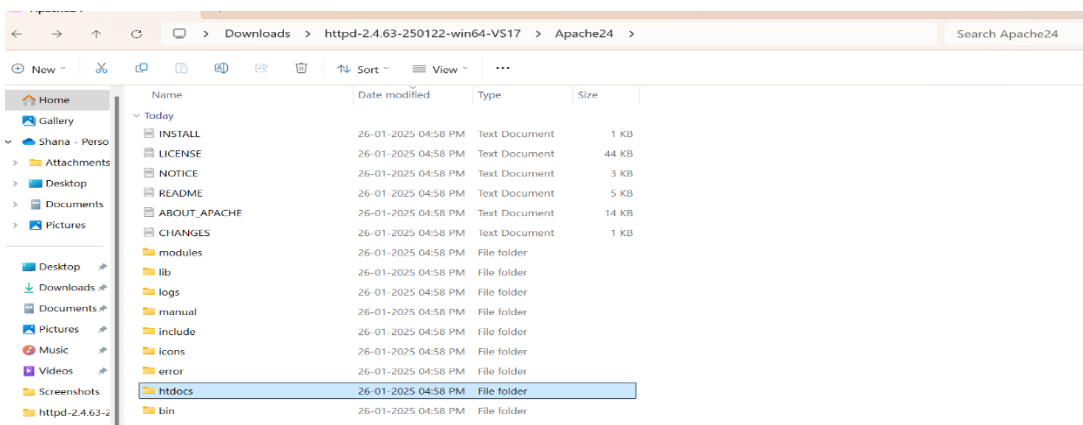 Downloads > httpd-2.4.63-250122-win64-VS17 > Apache24 > Search Apache24
New Sort View ...
Name Date modified Type Size
Home
Gallery
Shana - Perso
Attachments
Desktop
Documents
Pictures
Desktop
Downloads
Documents
Pictures
Music
Videos
Screenshots
httpd-2.4.63-2
Today
INSTALL 26-01-2025 04:58 PM Text Document 1 KB
LICENSE 26-01-2025 04:58 PM Text Document 44 KB
NOTICE 26-01-2025 04:58 PM Text Document 3 KB
README 26-01-2025 04:58 PM Text Document 5 KB
ABOUT_APACHE 26-01-2025 04:58 PM Text Document 14 KB
CHANGES 26-01-2025 04:58 PM Text Document 1 KB
modules 26-01-2025 04:58 PM File folder
lib 26-01-2025 04:58 PM File folder
logs 26-01-2025 04:58 PM File folder
manual 26-01-2025 04:58 PM File folder
include 26-01-2025 04:58 PM File folder
icons 26-01-2025 04:58 PM File folder
error 26-01-2025 04:58 PM File folder
htdocs 26-01-2025 04:58 PM File folder
bin 26-01-2025 04:58 PM File folder